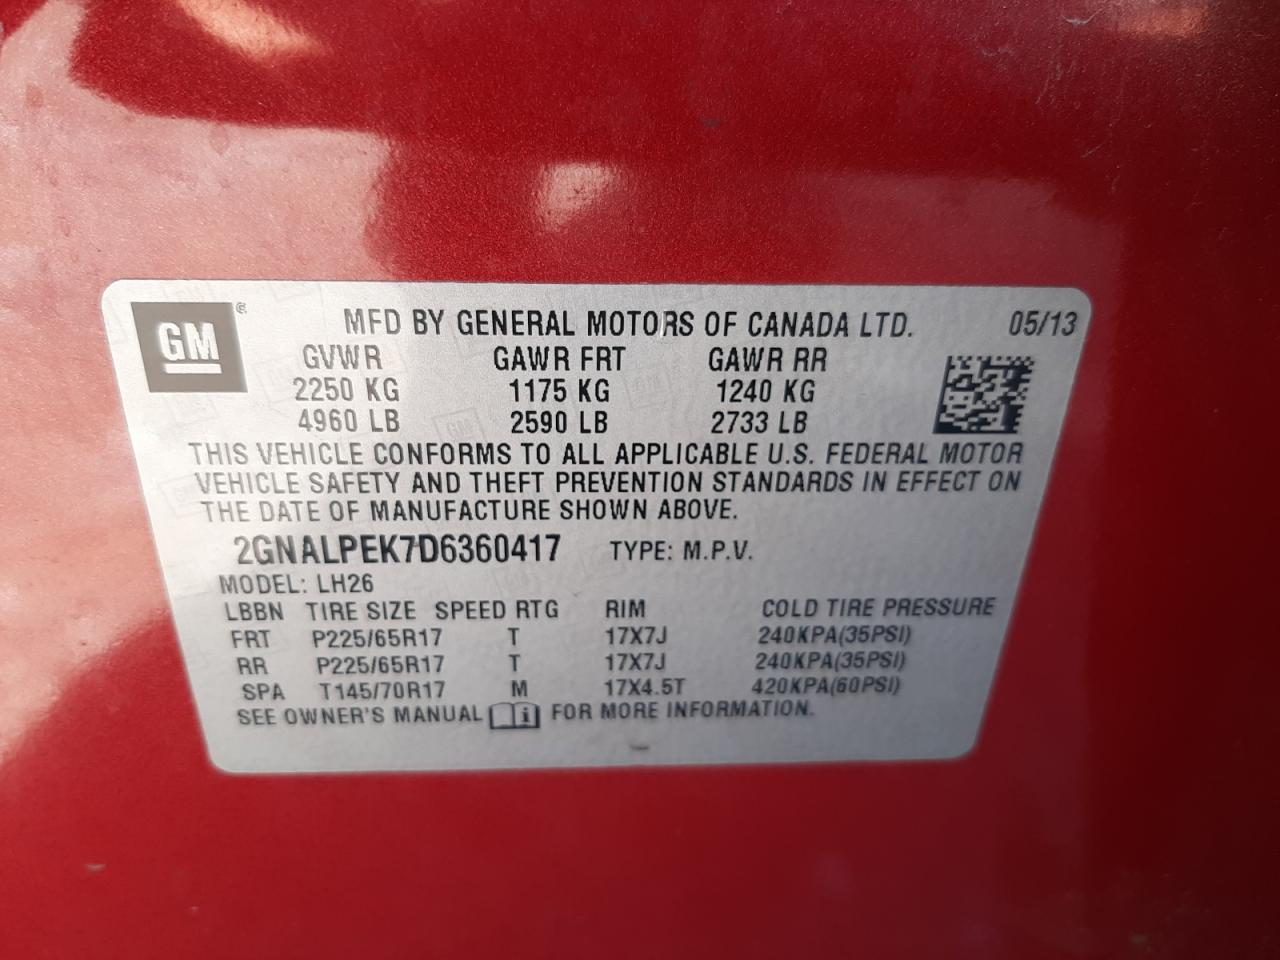 GM ®
MFD BY GENERAL MOTORS OF CANADA LTD. 05/13
GVWR GAWR FRT GAWR RR
2250 KG 1175 KG 1240 KG
4960 LB 2590 LB 2733 LB
THIS VEHICLE CONFORMS TO ALL APPLICABLE U.S. FEDERAL MOTOR
VEHICLE SAFETY AND THEFT PREVENTION STANDARDS IN EFFECT ON
THE DATE OF MANUFACTURE SHOWN ABOVE.
2GNALPEK7D6360417 TYPE: M.P.V.
MODEL: LH26
LBBN TIRE SIZE SPEED RTG RIM COLD TIRE PRESSURE
FRT P225/65R17 T 17X7J 240KPA(35PSI)
RR P225/65R17 T 17X7J 240KPA(35PSI)
SPA T145/70R17 M 17X4.5T 420KPA(60PSI)
SEE OWNER'S MANUAL i FOR MORE INFORMATION.